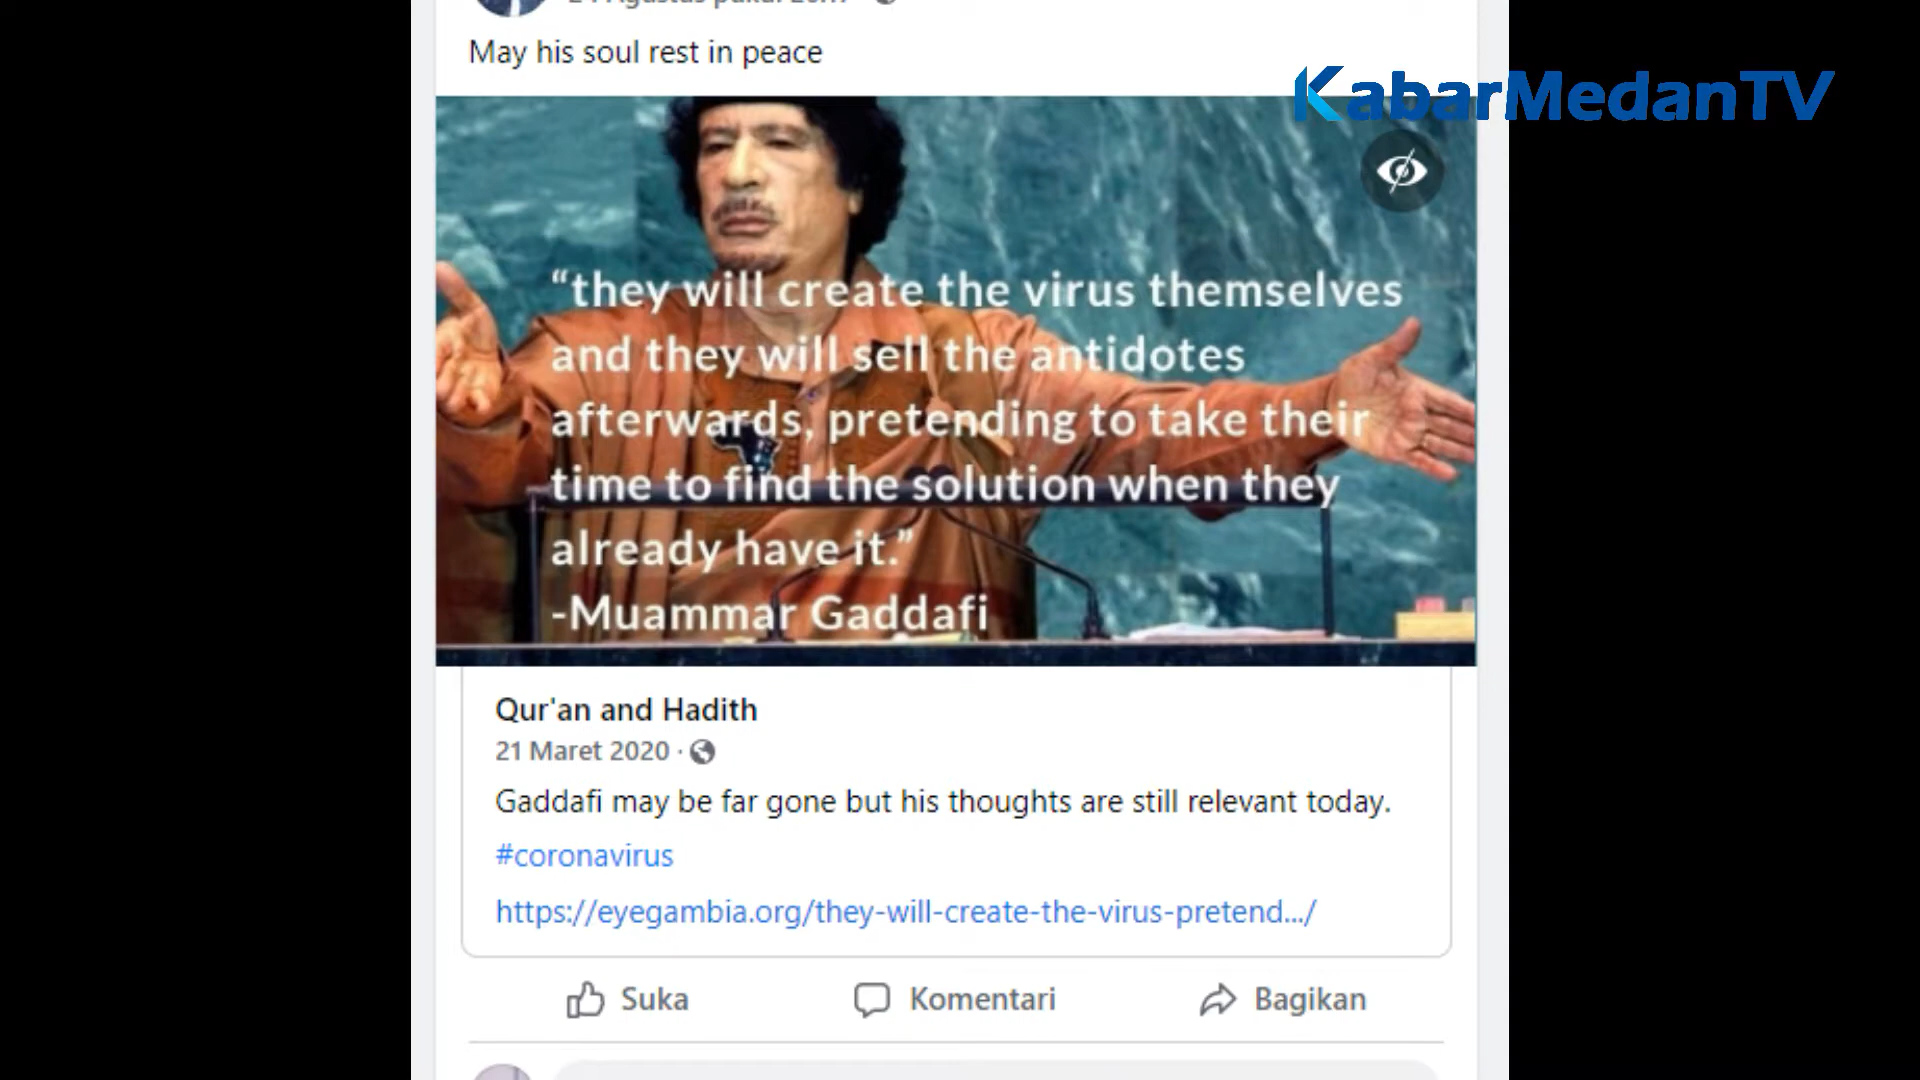 May his soul rest in peace
KabarMedanTV
“they will create the virus themselves
and they will sell the antidotes
afterwards, pretending to take their
time to find the solution when they
already have it.”
-Muammar Gaddafi
Qur'an and Hadith
21 Maret 2020 ·
Gaddafi may be far gone but his thoughts are still relevant today.
#coronavirus
https://eyegambia.org/they-will-create-the-virus-pretend.../
Suka
Komentari
Bagikan